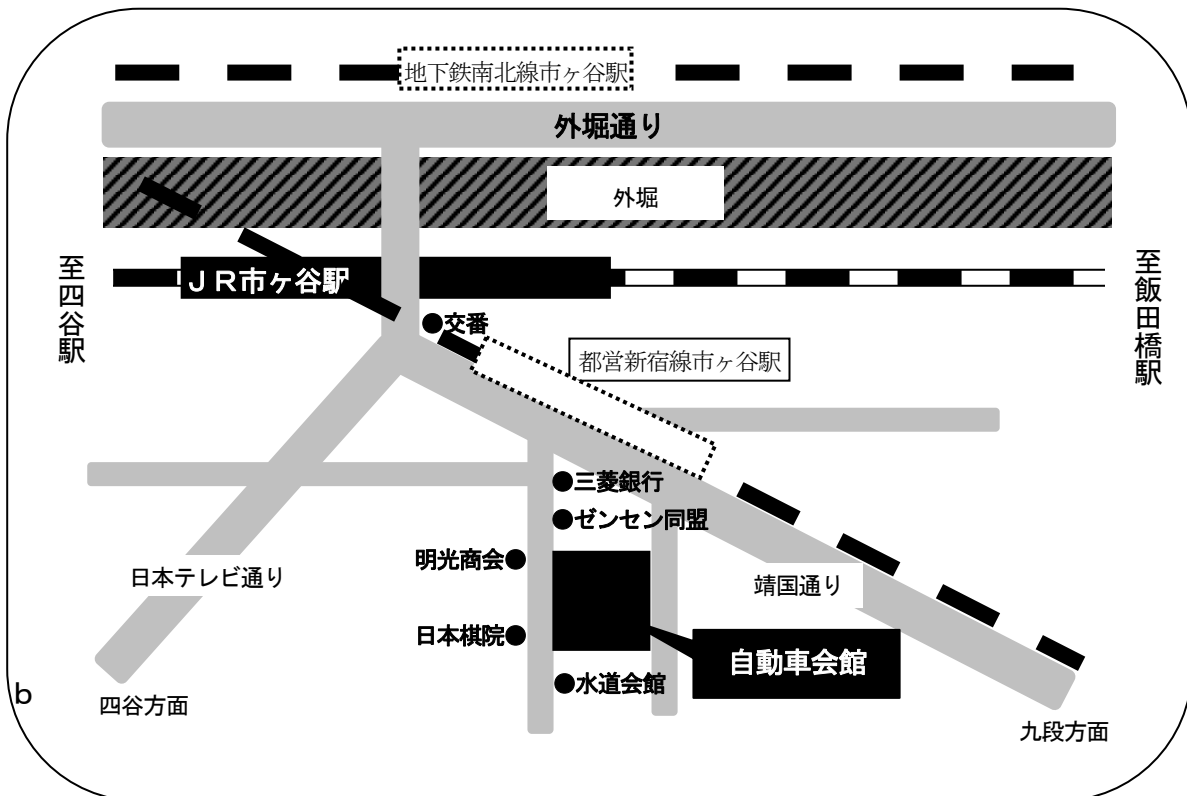 地下鉄南北線市ヶ谷駅
外堀通り
外堀
至四谷駅
JR市ヶ谷駅
至飯田橋駅
●交番
都営新宿線市ヶ谷駅
●三菱銀行
●ゼンセン同盟
明光商会●
日本テレビ通り
靖国通り
日本棋院●
自動車会館
●水道会館
b
四谷方面
九段方面